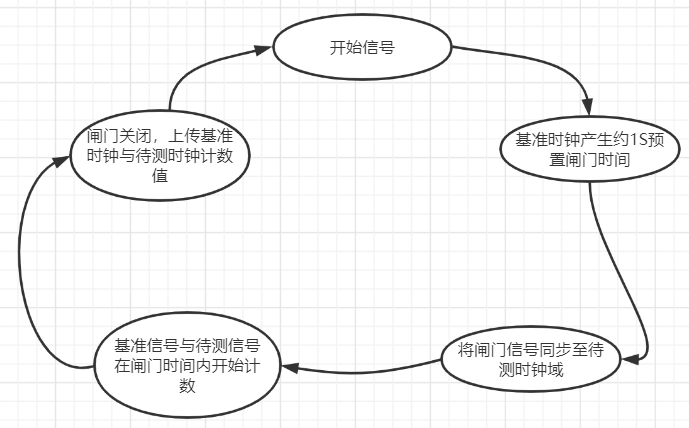 开始信号
基准时钟产生约1S预
置闸门时间
将闸门信号同步至待
测时钟域
基准信号与待测信号
在闸门时间内开始计
数
闸门关闭，上传基准
时钟与待测时钟计数
值